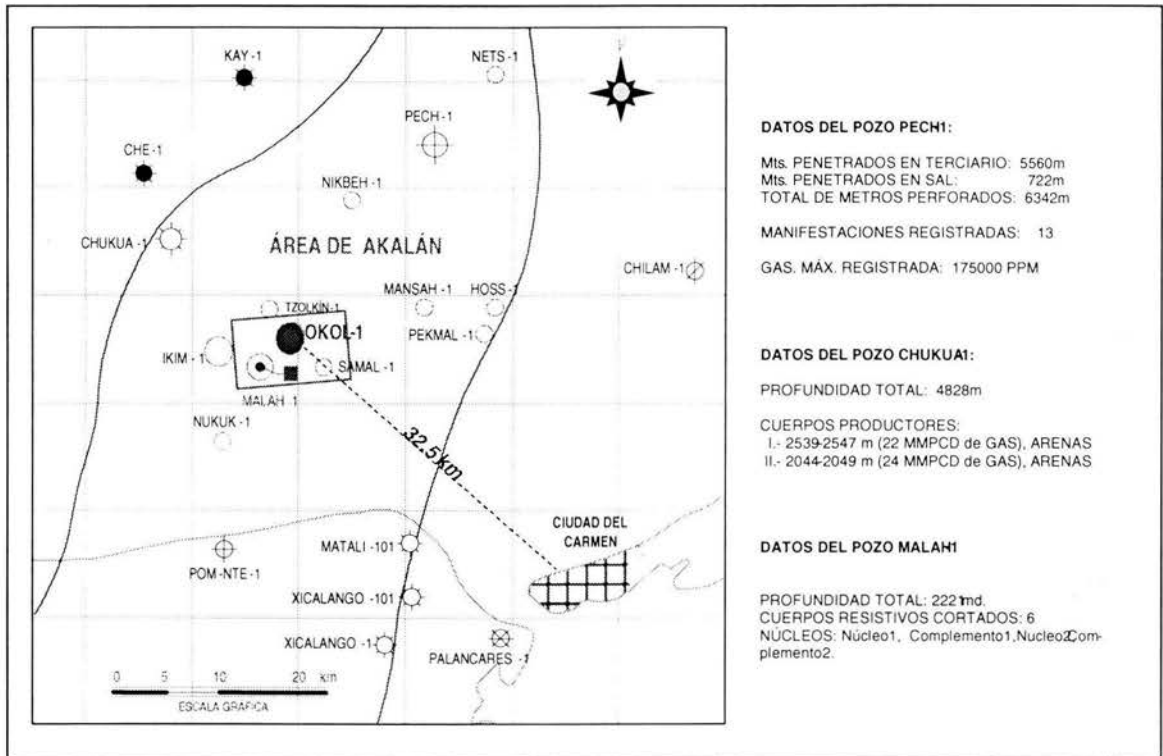 KAY-1
NETS-1
N
PECH-1
CHE-1
NIKBEH-1
CHUKUA-1
ÁREA DE AKALÁN
CHILAM-1
MANSAH-1
HOSS-1
TZOLKÍN-1
OKOL-1
PEKMAL-1
IKIM-1
SAMAL-1
MALAH 1
NUKUK-1
32.5km
CIUDAD DEL
CARMEN
MATALI-101
POM-NTE-1
XICALANGO-101
XICALANGO-1
PALANCARES-1
0 5 10 20 km
ESCALA GRAFICA
DATOS DEL POZO PECH1:
Mts. PENETRADOS EN TERCIARIO: 5560m
Mts. PENETRADOS EN SAL: 722m
TOTAL DE METROS PERFORADOS: 6342m
MANIFESTACIONES REGISTRADAS: 13
GAS. MÁX. REGISTRADA: 175000 PPM
DATOS DEL POZO CHUKUA1:
PROFUNDIDAD TOTAL: 4828m
CUERPOS PRODUCTORES:
I.- 2539-2547 m (22 MMPCD de GAS), ARENAS
II.- 2044-2049 m (24 MMPCD de GAS), ARENAS
DATOS DEL POZO MALAH1
PROFUNDIDAD TOTAL: 2221md.
CUERPOS RESISTIVOS CORTADOS: 6
NÚCLEOS: Núcleo1, Complemento1,Nucleo2,Com-
plemento2.